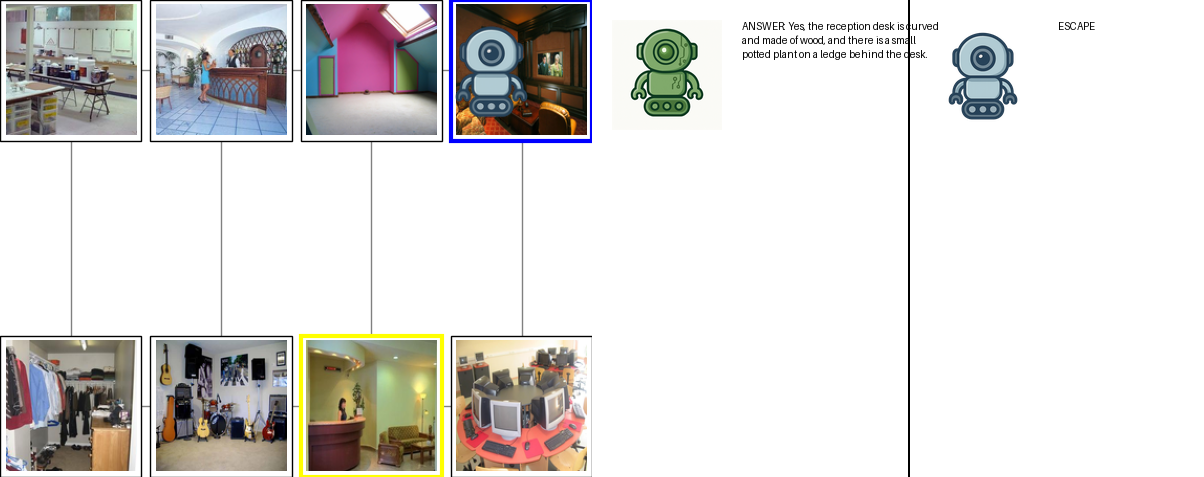 ANSWER: Yes, the reception desk is curved
and made of wood, and there is a small
potted plant on a ledge behind the desk.
ESCAPE